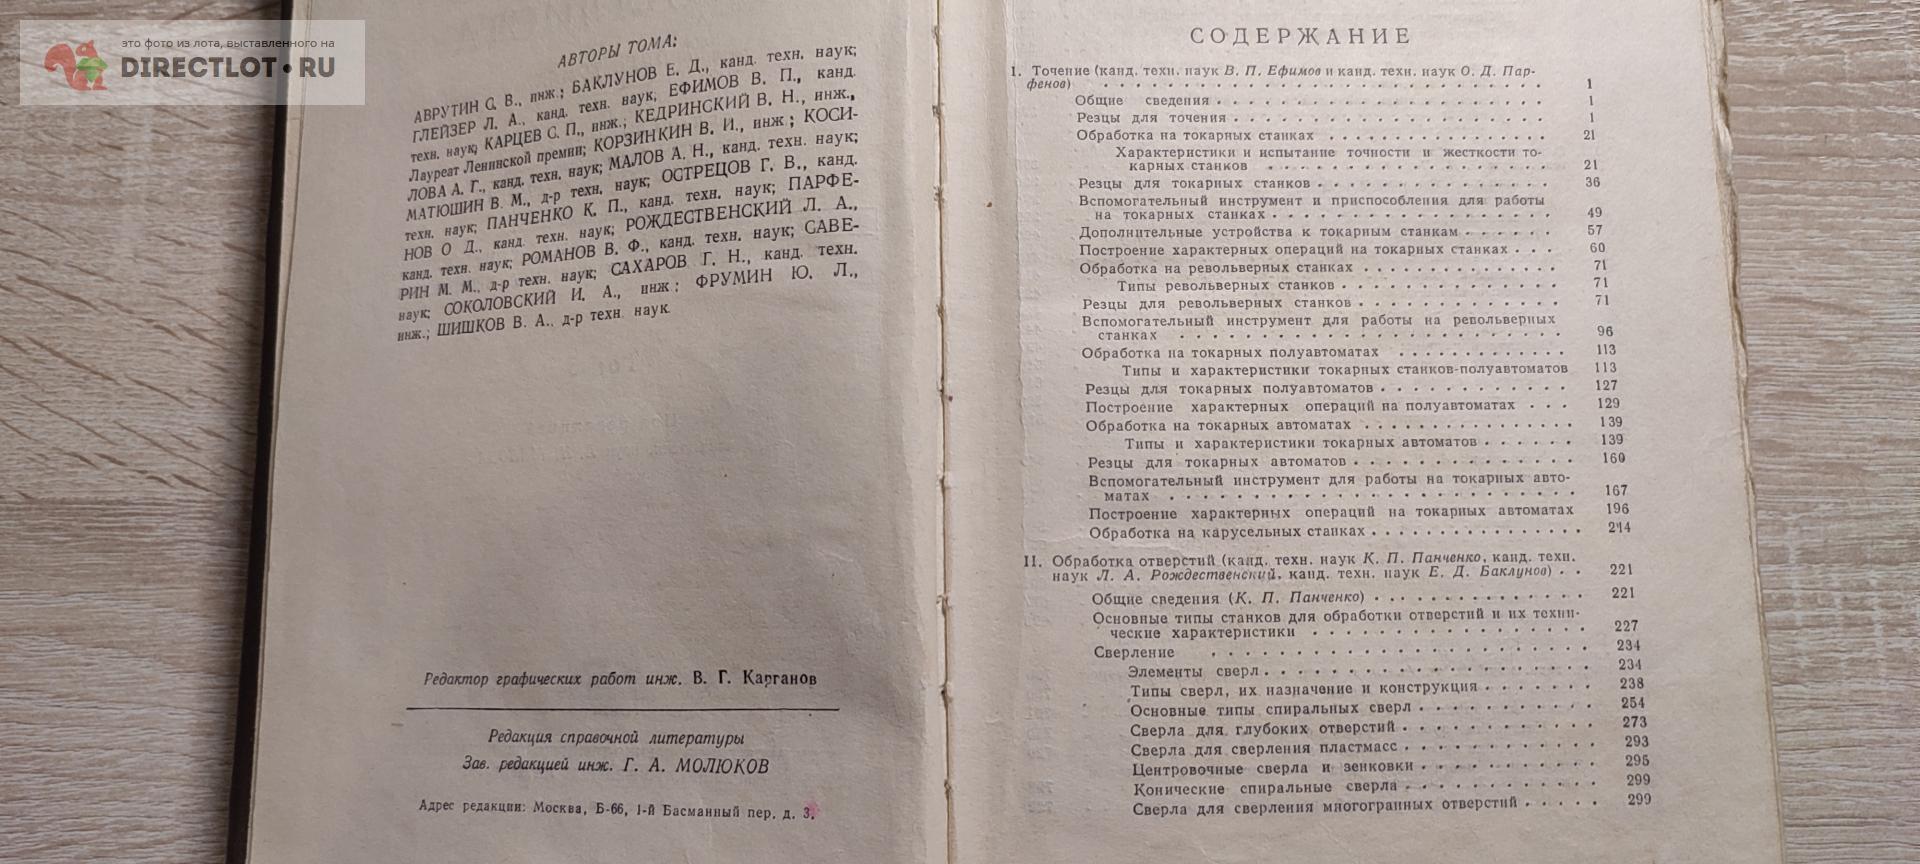 это фото из лота, выставленного на
DIRECTLOT.RU
АВТОРЫ ТОМА:
АВРУТИН С. В., инж.; БАКЛУНОВ Е. Д., канд. техн. наук;
ГЛЕЙЗЕР Л. А., канд. техн. наук; ЕФИМОВ В. П., канд.
техн. наук; КАРЦЕВ С. П., инж.; КЕДРИНСКИЙ В. Н., инж.,
Лауреат Ленинской премии; КОРЗИНКИН В. И., инж.; КОСИ-
ЛОВА А. Г., канд. техн. наук; МАЛОВ А. Н., канд. техн. наук;
МАТЮШИН В. М., д-р техн. наук; ОСТРЕЦОВ Г. В., канд.
техн. наук; ПАНЧЕНКО К. П., канд. техн. наук; ПАРФЕ-
НОВ О Д., канд. техн. наук; РОЖДЕСТВЕНСКИЙ Л. А.,
канд. техн. наук; РОМАНОВ В. Ф., канд. техн. наук; САВЕ-
РИН М. М., д-р техн. наук; САХАРОВ Г. Н., канд. техн.
наук; СОКОЛОВСКИЙ И. А., инж; ФРУМИН Ю. Л.,
инж.; ШИШКОВ В. А., д-р техн. наук
Редактор графических работ инж. В. Г. Карганов
Редакция справочной литературы
Зав. редакцией инж. Г. А. МОЛЮКОВ
Адрес редакции: Москва, Б-66, 1-й Басманный пер. д. 3.
СОДЕРЖАНИЕ
I. Точение (канд. техн. наук В. П. Ефимов и канд. техн. наук О. Д. Пар-
фенов) . . . 1
Общие сведения . . . 1
Резцы для точения . . . 1
Обработка на токарных станках . . . 21
Характеристики и испытание точности и жесткости то-
карных станков . . . 21
Резцы для токарных станков . . . 36
Вспомогательный инструмент и приспособления для работы
на токарных станках . . . 49
Дополнительные устройства к токарным станкам . . . 57
Построение характерных операций на токарных станках . . . 60
Обработка на револьверных станках . . . 71
Типы револьверных станков . . . 71
Резцы для револьверных станков . . . 71
Вспомогательный инструмент для работы на револьверных
станках . . . 96
Обработка на токарных полуавтоматах . . . 113
Типы и характеристики токарных станков-полуавтоматов 113
Резцы для токарных полуавтоматов . . . 127
Построение характерных операций на полуавтоматах . . . 129
Обработка на токарных автоматах . . . 139
Типы и характеристики токарных автоматов . . . 139
Резцы для токарных автоматов . . . 160
Вспомогательный инструмент для работы на токарных авто-
матах . . . 167
Построение характерных операций на токарных автоматах 196
Обработка на карусельных станках . . . 214
II. Обработка отверстий (канд. техн. наук К. П. Панченко, канд. техн.
наук Л. А. Рождественский, канд. техн. наук Е. Д. Баклунов) . . 221
Общие сведения (К. П. Панченко) . . . 221
Основные типы станков для обработки отверстий и их техни-
ческие характеристики . . . 227
Сверление . . . 234
Элементы сверл . . . 234
Типы сверл, их назначение и конструкция . . . 238
Основные типы спиральных сверл . . . 254
Сверла для глубоких отверстий . . . 273
Сверла для сверления пластмасс . . . 293
Центровочные сверла и зенковки . . . 295
Конические спиральные сверла . . . 299
Сверла для сверления многогранных отверстий . . . 299